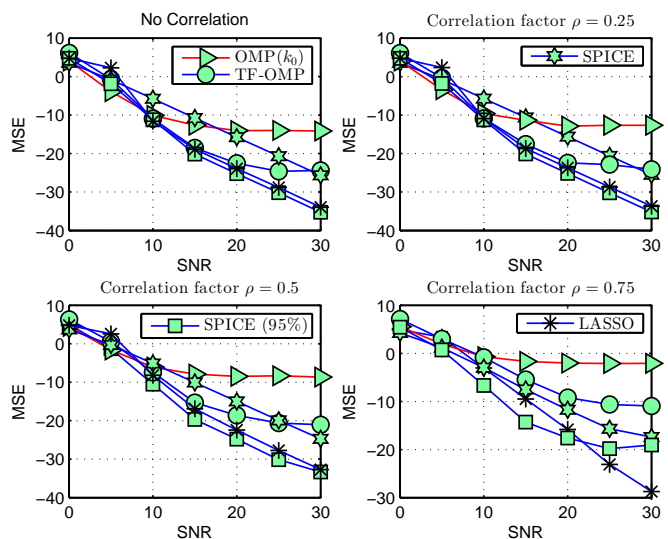 No Correlation
10
0
−10
−20
−30
−40
MSE
0
10
20
30
SNR
OMP(k₀)
TF-OMP
Correlation factor ρ = 0.25
10
0
−10
−20
−30
−40
MSE
0
10
20
30
SNR
SPICE
Correlation factor ρ = 0.5
10
0
−10
−20
−30
−40
MSE
0
10
20
30
SNR
SPICE (95%)
Correlation factor ρ = 0.75
10
0
−10
−20
−30
MSE
0
10
20
30
SNR
LASSO